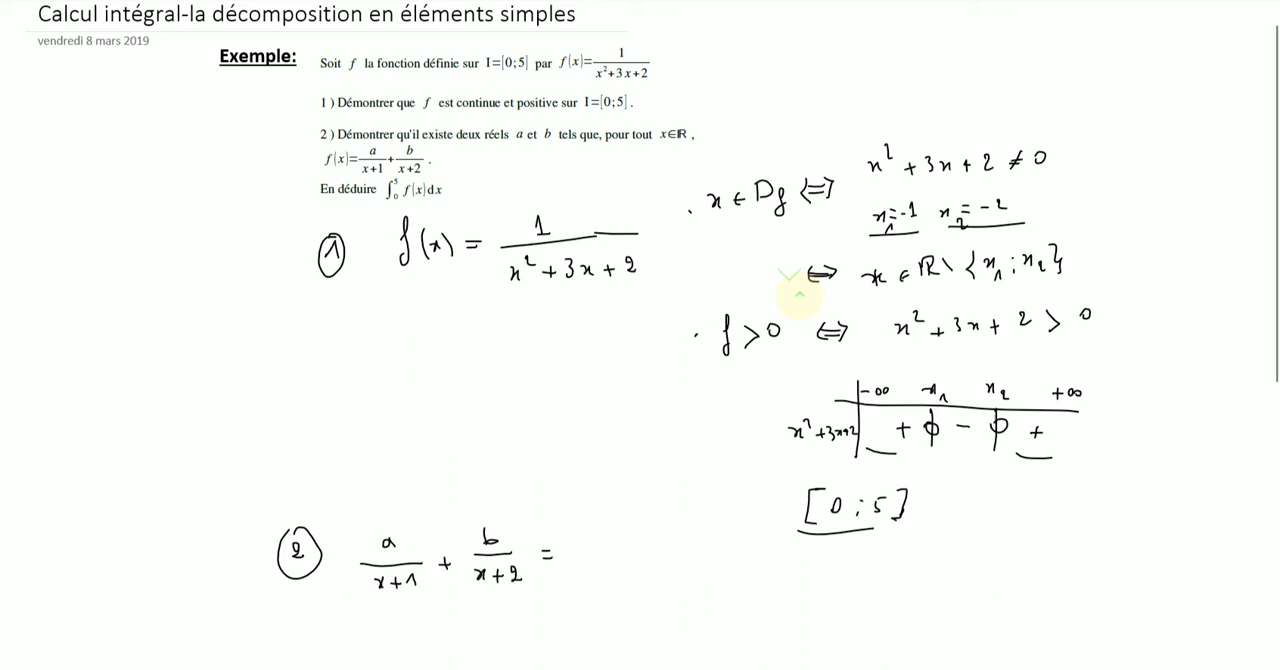 Calcul intégral-la décomposition en éléments simples
vendredi 8 mars 2019
Exemple: Soit f la fonction définie sur I=[0;5] par f(x)=1/(x²+3x+2)
1 ) Démontrer que f est continue et positive sur I=[0;5].
2 ) Démontrer qu'il existe deux réels a et b tels que, pour tout x∈ℝ,
f(x)=a/(x+1)+b/(x+2).
En déduire ∫₀⁵ f(x)dx
① f(x) = 1/(x²+3x+2)
. x ∈ Df ⇔ x²+3x+2 ≠ 0
x₁=-1 x₂=-2
⇔ x ∈ ℝ\{x₁;x₂}
. f>0 ⇔ x²+3x+2 > 0
-∞ x₁ x₂ +∞
x²+3x+2 + 0 - 0 +
[0;5]
② a/(x+1) + b/(x+2) =